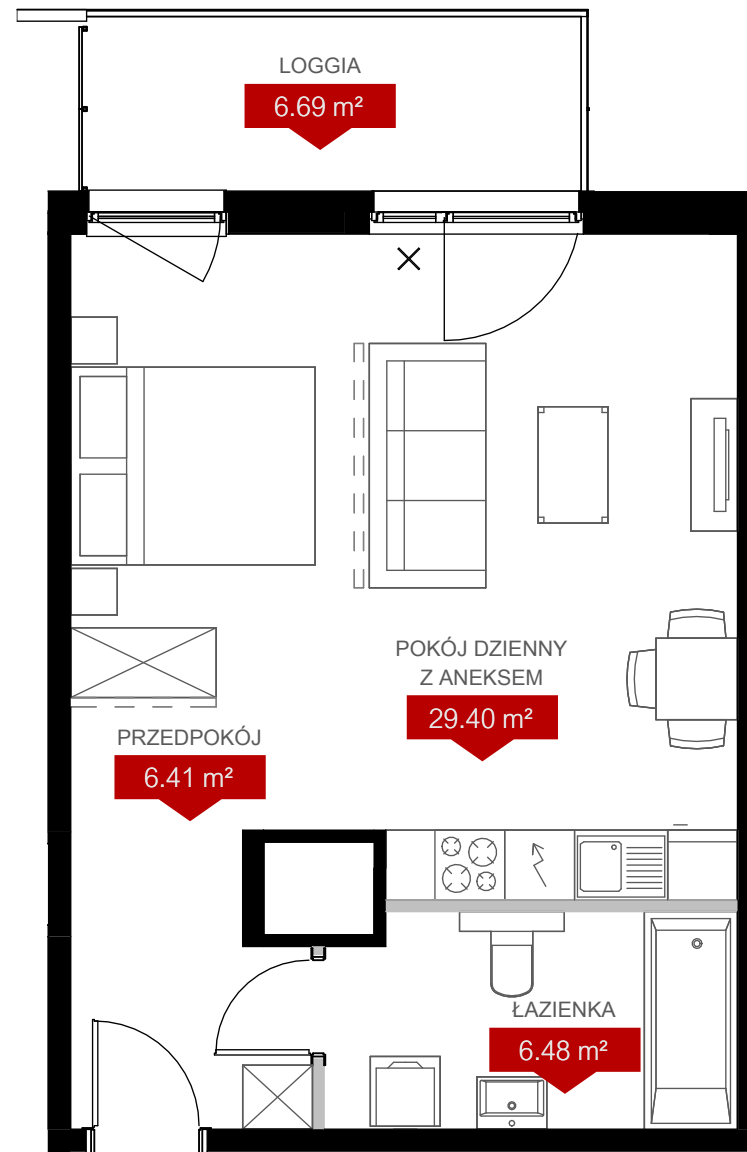 LOGGIA
6.69 m²
POKÓJ DZIENNY
Z ANEKSEM
29.40 m²
PRZEDPOKÓJ
6.41 m²
ŁAZIENKA
6.48 m²